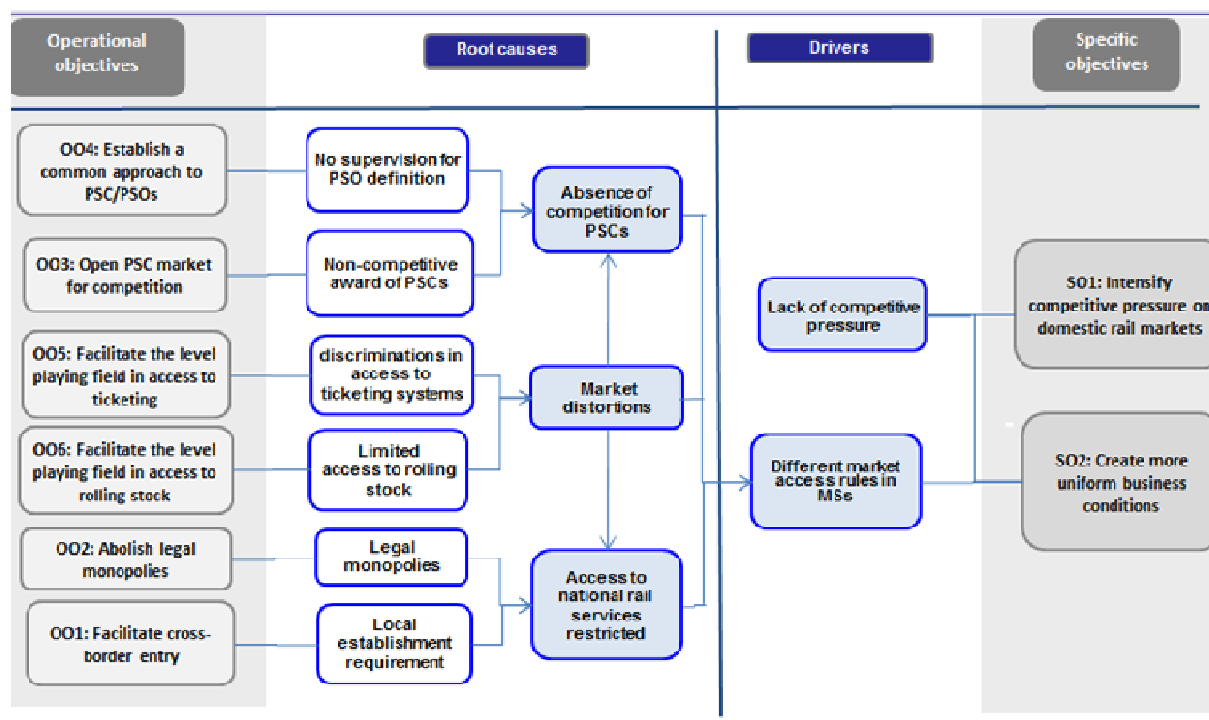 Operational
objectives
Root causes
Drivers
Specific
objectives
OO4: Establish a
common approach to
PSC/PSOs
No supervision for
PSO definition
Absence of
competition for
PSCs
OO3: Open PSC market
for competition
Non-competitive
award of PSCs
Lack of competitive
pressure
SO1: Intensify
competitive pressure on
domestic rail markets
OO5: Facilitate the level
playing field in access to
ticketing
discriminations in
access to
ticketing systems
Market
distortions
OO6: Facilitate the level
playing field in access to
rolling stock
Limited
access to rolling
stock
Different market
access rules in
MSs
SO2: Create more
uniform business
conditions
OO2: Abolish legal
monopolies
Legal
monopolies
Access to
national rail
services
restricted
OO1: Facilitate cross-
border entry
Local
establishment
requirement